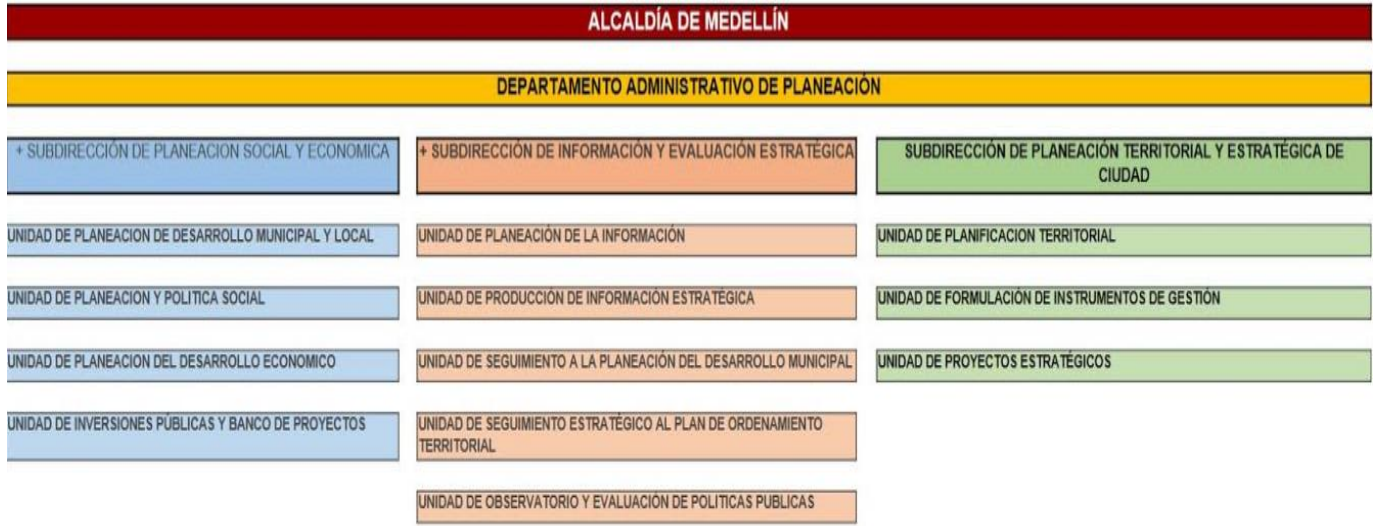 ALCALDÍA DE MEDELLÍN
DEPARTAMENTO ADMINISTRATIVO DE PLANEACIÓN
+ SUBDIRECCIÓN DE PLANEACION SOCIAL Y ECONOMICA
UNIDAD DE PLANEACION DE DESARROLLO MUNICIPAL Y LOCAL
UNIDAD DE PLANEACION Y POLITICA SOCIAL
UNIDAD DE PLANEACION DEL DESARROLLO ECONOMICO
UNIDAD DE INVERSIONES PÚBLICAS Y BANCO DE PROYECTOS
+ SUBDIRECCIÓN DE INFORMACIÓN Y EVALUACIÓN ESTRATÉGICA
UNIDAD DE PLANEACIÓN DE LA INFORMACIÓN
UNIDAD DE PRODUCCIÓN DE INFORMACIÓN ESTRATÉGICA
UNIDAD DE SEGUIMIENTO A LA PLANEACIÓN DEL DESARROLLO MUNICIPAL
UNIDAD DE SEGUIMIENTO ESTRATÉGICO AL PLAN DE ORDENAMIENTO
TERRITORIAL
UNIDAD DE OBSERVATORIO Y EVALUACIÓN DE POLITICAS PUBLICAS
SUBDIRECCIÓN DE PLANEACIÓN TERRITORIAL Y ESTRATÉGICA DE
CIUDAD
UNIDAD DE PLANIFICACION TERRITORIAL
UNIDAD DE FORMULACIÓN DE INSTRUMENTOS DE GESTIÓN
UNIDAD DE PROYECTOS ESTRATÉGICOS